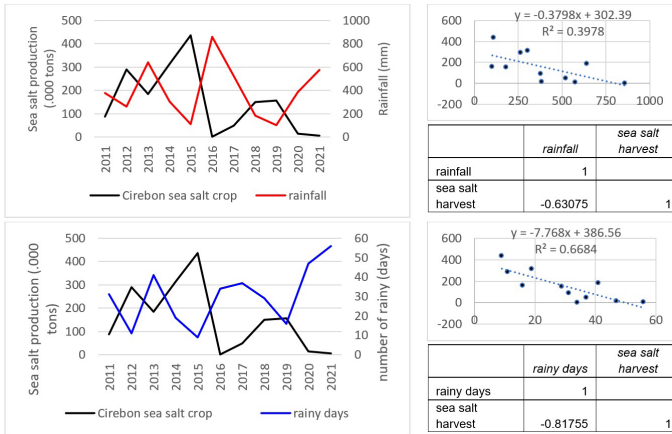 Sea salt production
(.000 tons)
500
400
300
200
100
0
1000
800
600
400
200
0
Rainfall (mm)
2011
2012
2013
2014
2015
2016
2017
2018
2019
2020
2021
Cirebon sea salt crop
rainfall
y = -0.3798x + 302.39
R² = 0.3978
600
400
200
0
-200
0 250 500 750 1000
rainfall
sea salt
harvest
rainfall 1
sea salt
harvest -0.63075 1
Sea salt production (.000
tons)
500
400
300
200
100
0
60
50
40
30
20
10
0
number of rainy (days)
2011
2012
2013
2014
2015
2016
2017
2018
2019
2020
2021
Cirebon sea salt crop
rainy days
y = -7.768x + 386.56
R² = 0.6684
600
400
200
0
-200
0 20 40 60
rainy days
sea salt
harvest
rainy days 1
sea salt
harvest -0.81755 1